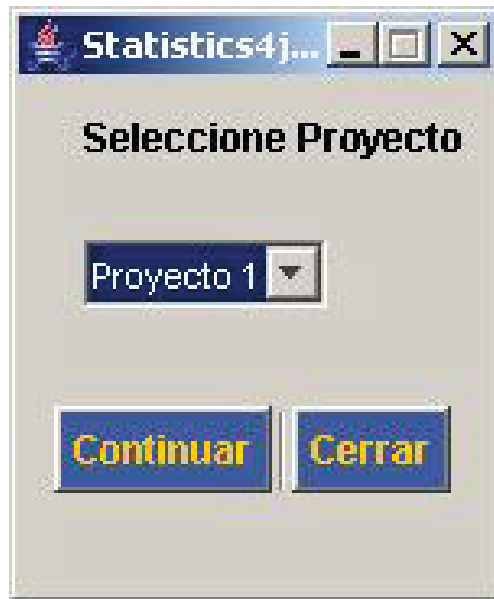 Statistics4j...
Seleccione Proyecto
Proyecto 1
Continuar Cerrar